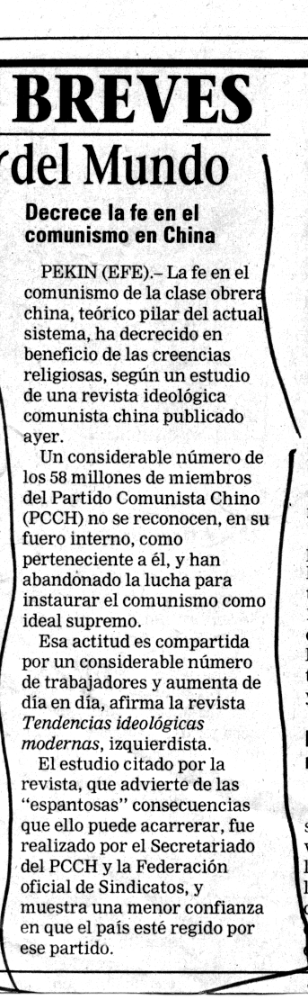 BREVES
del Mundo
Decrece la fe en el
comunismo en China
PEKIN (EFE).– La fe en el
comunismo de la clase obrera
china, teórico pilar del actual
sistema, ha decrecido en
beneficio de las creencias
religiosas, según un estudio
de una revista ideológica
comunista china publicado
ayer.
Un considerable número de
los 58 millones de miembros
del Partido Comunista Chino
(PCCH) no se reconocen, en su
fuero interno, como
perteneciente a él, y han
abandonado la lucha para
instaurar el comunismo como
ideal supremo.
Esa actitud es compartida
por un considerable número
de trabajadores y aumenta de
día en día, afirma la revista
Tendencias ideológicas
modernas, izquierdista.
El estudio citado por la
revista, que advierte de las
“espantosas” consecuencias
que ello puede acarrerar, fue
realizado por el Secretariado
del PCCH y la Federación
oficial de Sindicatos, y
muestra una menor confianza
en que el país esté regido por
ese partido.